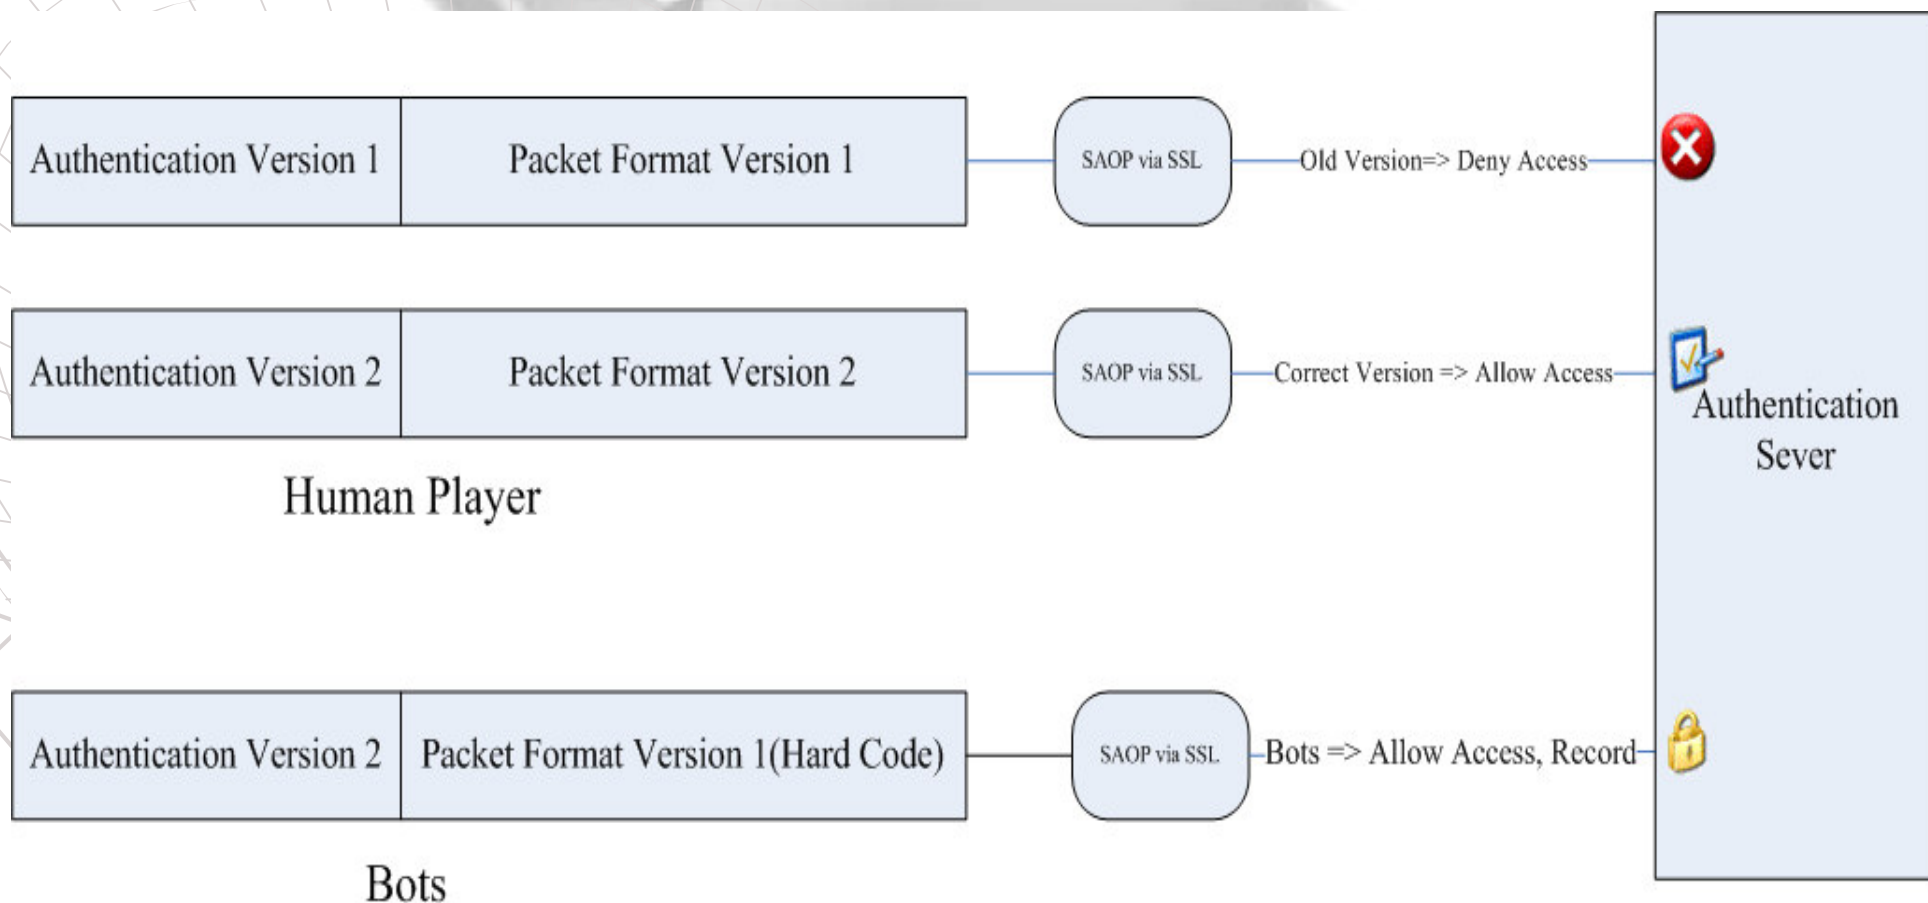 Authentication Version 1
Packet Format Version 1
SAOP via SSL
Old Version=> Deny Access
Authentication Version 2
Packet Format Version 2
SAOP via SSL
Correct Version => Allow Access
Authentication
Sever
Human Player
Authentication Version 2
Packet Format Version 1(Hard Code)
SAOP via SSL
Bots => Allow Access, Record
Bots